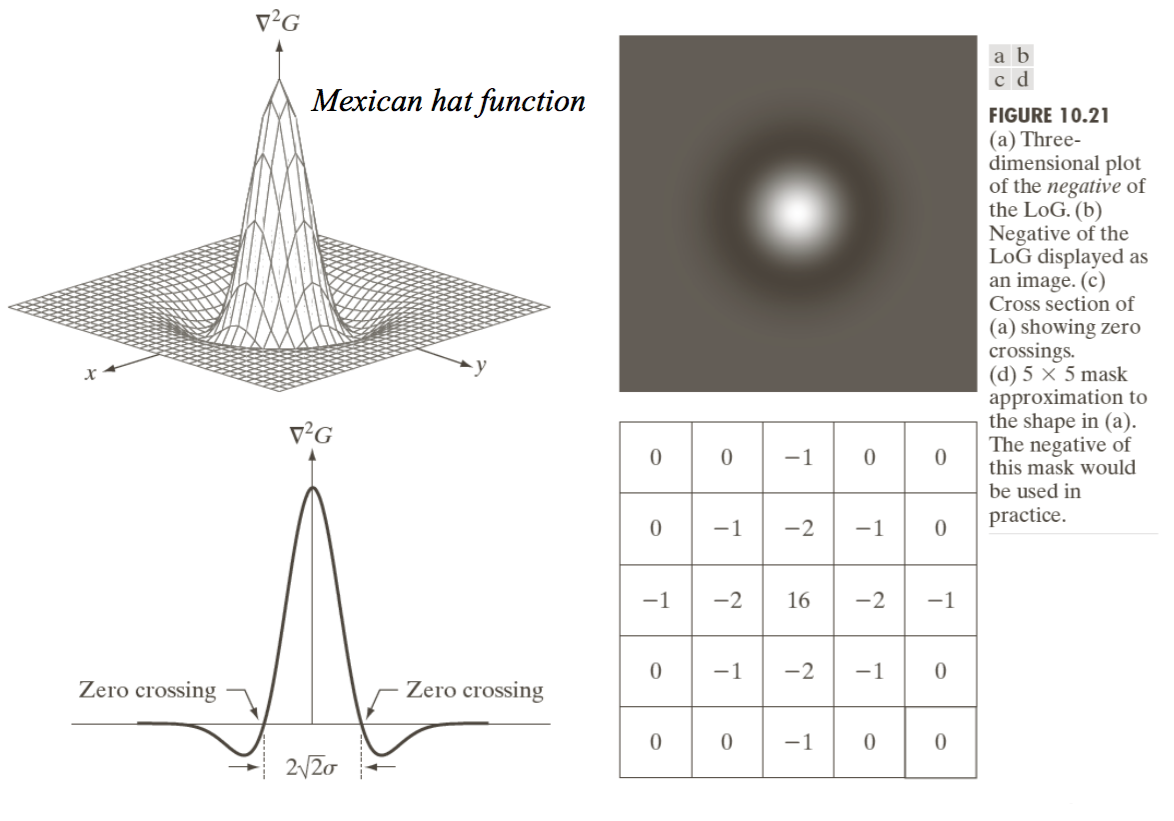 ∇²G
Mexican hat function
x
y
∇²G
Zero crossing
Zero crossing
2√2σ
0 0 −1 0 0
0 −1 −2 −1 0
−1 −2 16 −2 −1
0 −1 −2 −1 0
0 0 −1 0 0
a b
c d
FIGURE 10.21
(a) Three-
dimensional plot
of the negative of
the LoG. (b)
Negative of the
LoG displayed as
an image. (c)
Cross section of
(a) showing zero
crossings.
(d) 5 × 5 mask
approximation to
the shape in (a).
The negative of
this mask would
be used in
practice.